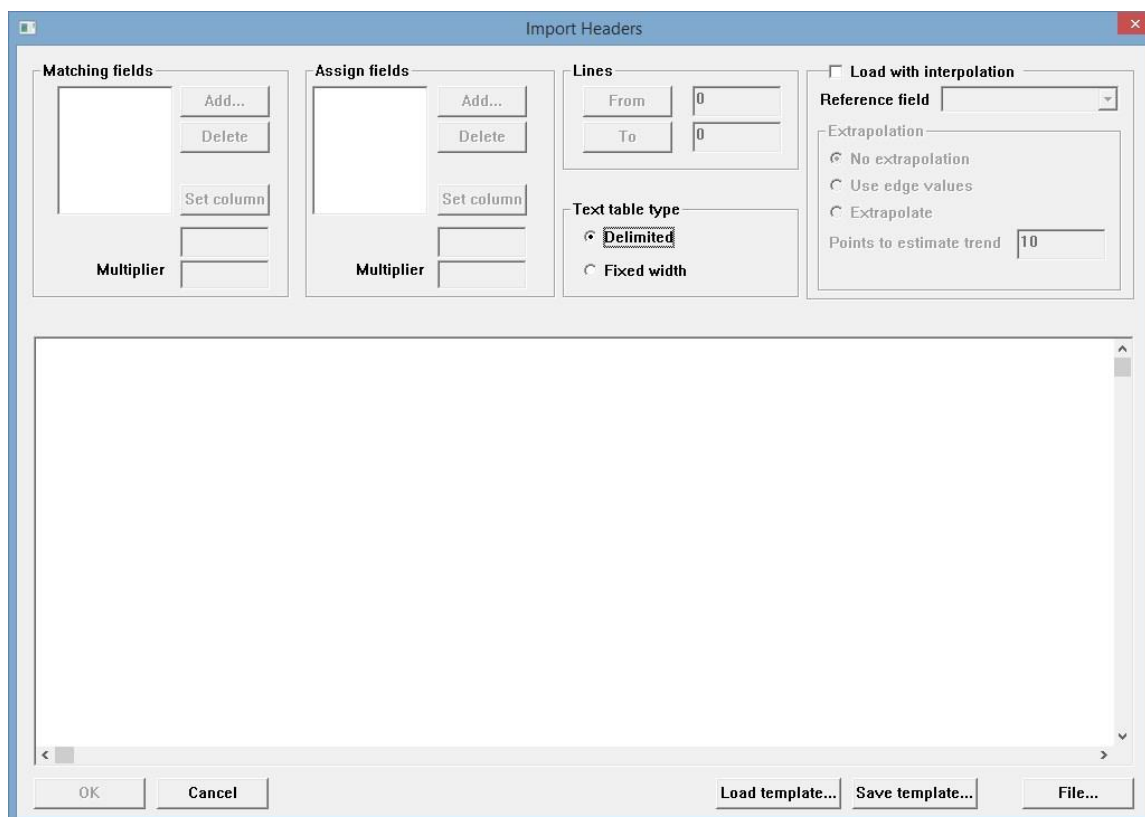 Import Headers
Matching fields
Add...
Delete
Set column
Multiplier
Assign fields
Add...
Delete
Set column
Multiplier
Lines
From 0
To 0
Text table type
Delimited
Fixed width
Load with interpolation
Reference field
Extrapolation
No extrapolation
Use edge values
Extrapolate
Points to estimate trend 10
OK Cancel Load template... Save template... File...